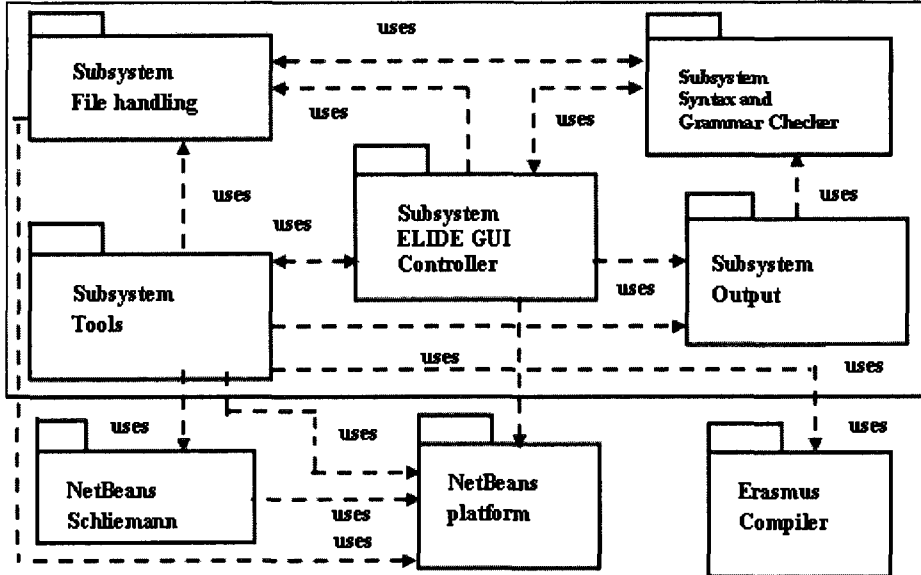 uses
Subsystem
File handling
Subsystem
Syntax and
Grammar Checker
uses
uses
uses
uses
uses
Subsystem
ELIDE GUI
Controller
Subsystem
Tools
Subsystem
Output
uses
uses
uses
uses
uses
uses
NetBeans
Schliemann
NetBeans
platform
Erasmus
Compiler
uses
uses